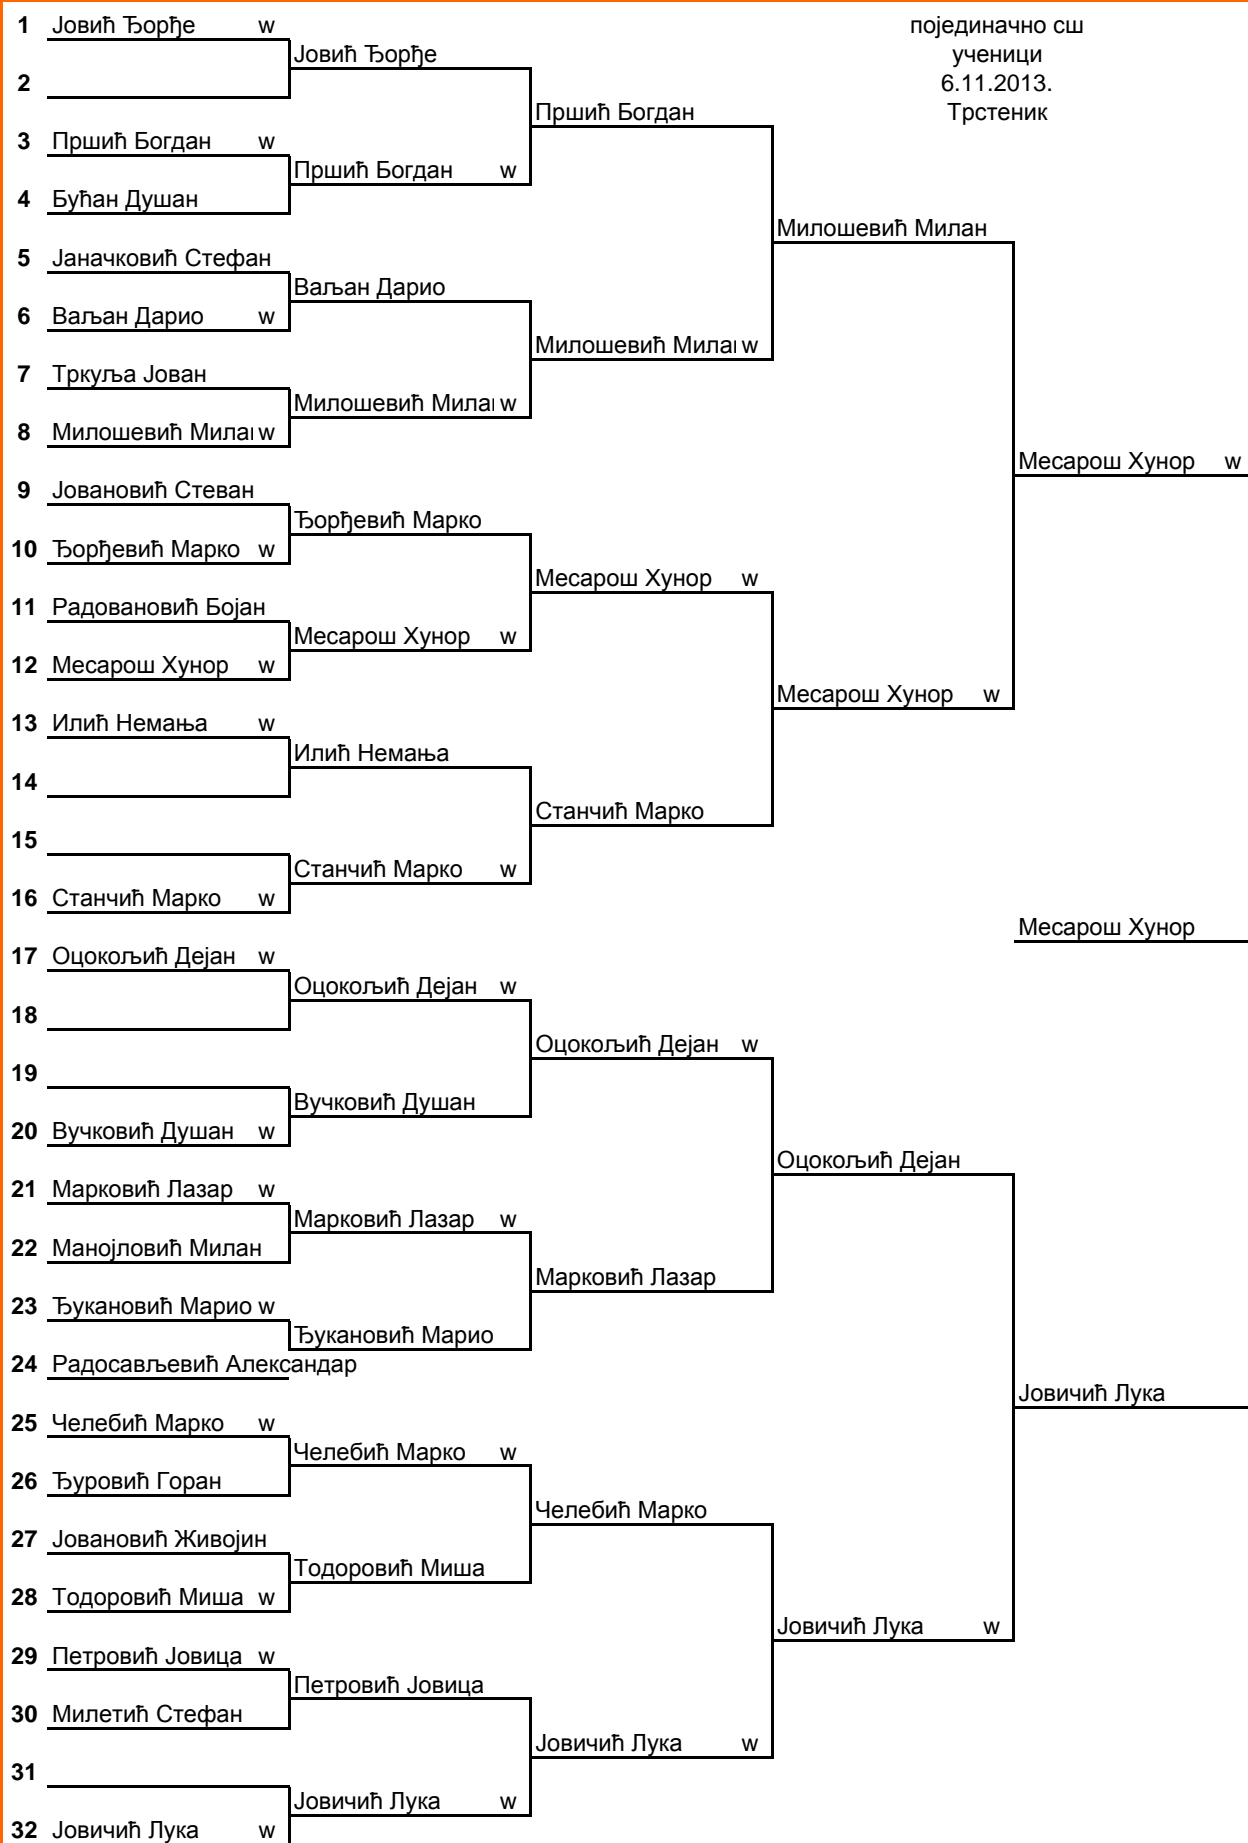 1 Јовић Ђорђе w
појединачно сш
Јовић Ђорђе
ученици
2
6.11.2013.
Пршић Богдан
Трстеник
3 Пршић Богдан w
Пршић Богдан w
4 Бућан Душан
Милошевић Милан
5 Јаначковић Стефан
Ваљан Дарио
6 Ваљан Дарио w
Милошевић Милан w
7 Тркуља Јован
Милошевић Милан w
8 Милошевић Милан w
Месарош Хунор w
9 Јовановић Стеван
Ђорђевић Марко
10 Ђорђевић Марко w
Месарош Хунор w
11 Радовановић Бојан
Месарош Хунор w
12 Месарош Хунор w
Месарош Хунор w
13 Илић Немања w
Илић Немања
14
Станчић Марко
15
Станчић Марко w
16 Станчић Марко w
Месарош Хунор
17 Оцокољић Дејан w
Оцокољић Дејан w
18
Оцокољић Дејан w
19
Вучковић Душан
20 Вучковић Душан w
Оцокољић Дејан
21 Марковић Лазар w
Марковић Лазар w
22 Манојловић Милан
Марковић Лазар
23 Ђукановић Марио w
Ђукановић Марио
24 Радосављевић Александар
Јовичић Лука
25 Челебић Марко w
Челебић Марко w
26 Ђуровић Горан
Челебић Марко
27 Јовановић Живојин
Тодоровић Миша
28 Тодоровић Миша w
Јовичић Лука w
29 Петровић Јовица w
Петровић Јовица
30 Милетић Стефан
Јовичић Лука w
31
Јовичић Лука w
32 Јовичић Лука w